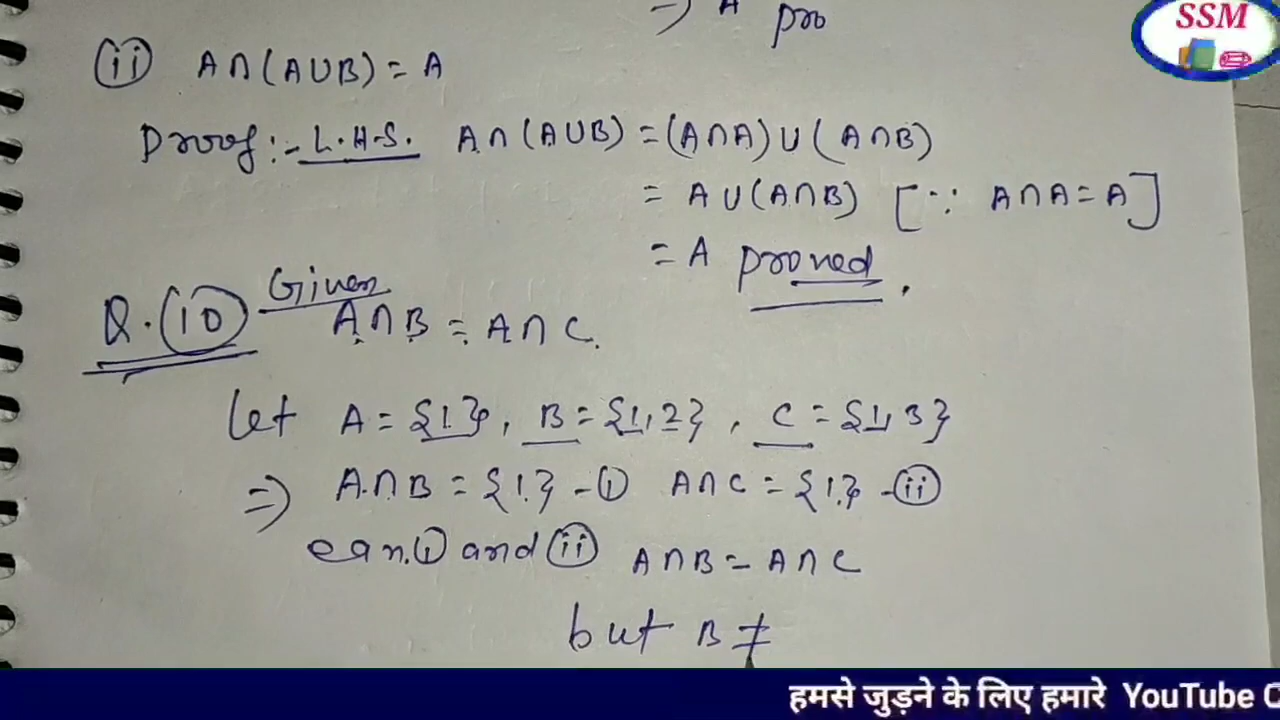 ⇒ A pro
SSM
(ii) A∩(A∪B) = A
Proof:- L.H.S. A∩(A∪B) = (A∩A)∪(A∩B)
= A∪(A∩B) [∵ A∩A=A]
= A proved.
Q.(10) Given
A∩B = A∩C.
Let A = {1}, B = {1,2}, C = {1,3}
⇒ A∩B = {1} -(i) A∩C = {1} -(ii)
eqn.(i) and (ii) A∩B = A∩C
but B ≠
हमसे जुड़ने के लिए हमारे YouTube C